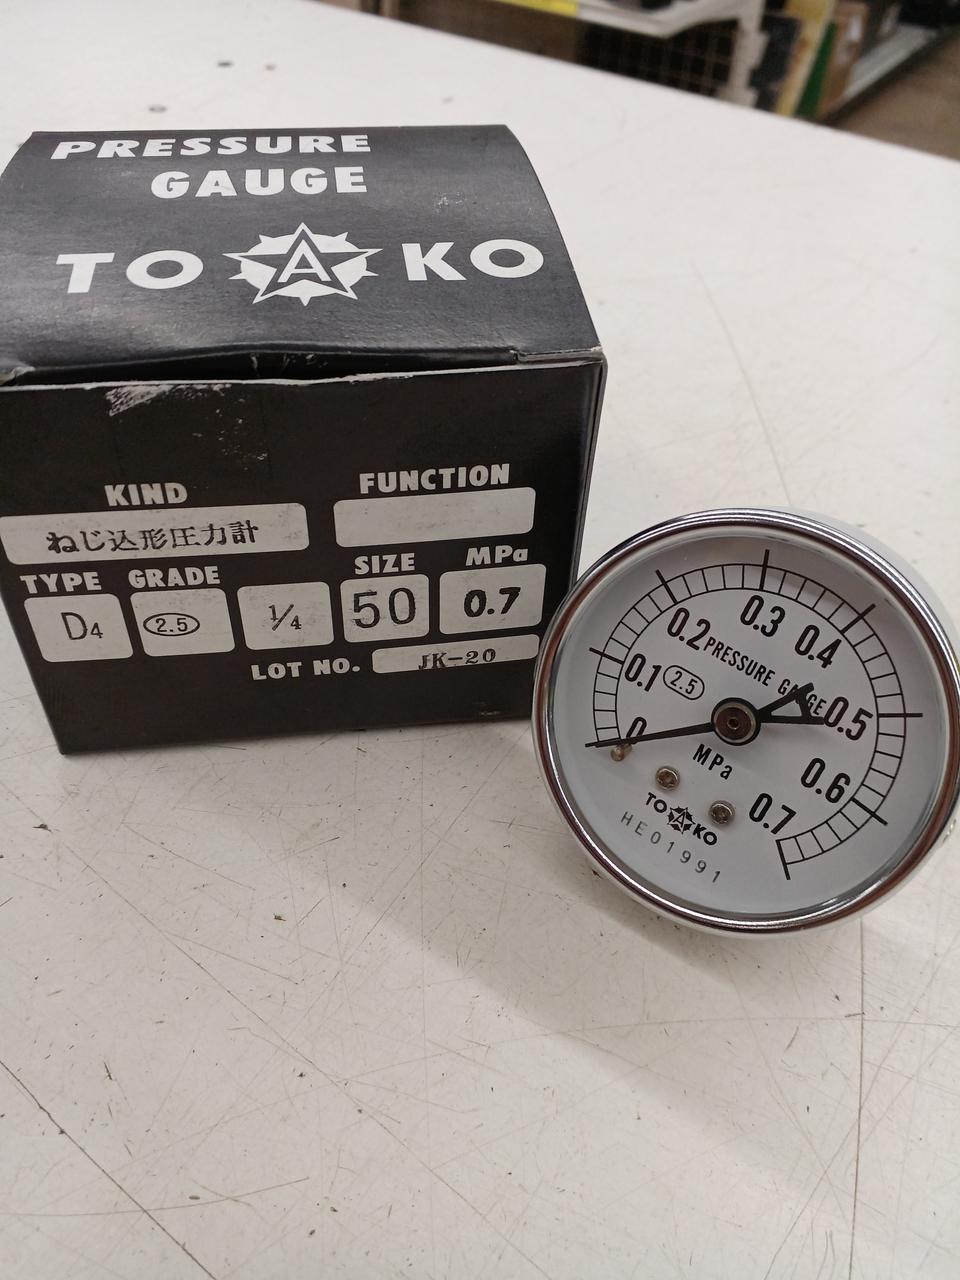 PRESSURE
GAUGE
TO A KO
KIND
ねじ込形圧力計
FUNCTION
TYPE GRADE SIZE MPa
D4 2.5 1/4 50 0.7
LOT NO. JK-20
0 0.1 0.2 0.3 0.4 0.5 0.6 0.7
PRESSURE GAUGE
2.5
MPa
TO A KO
HE01991